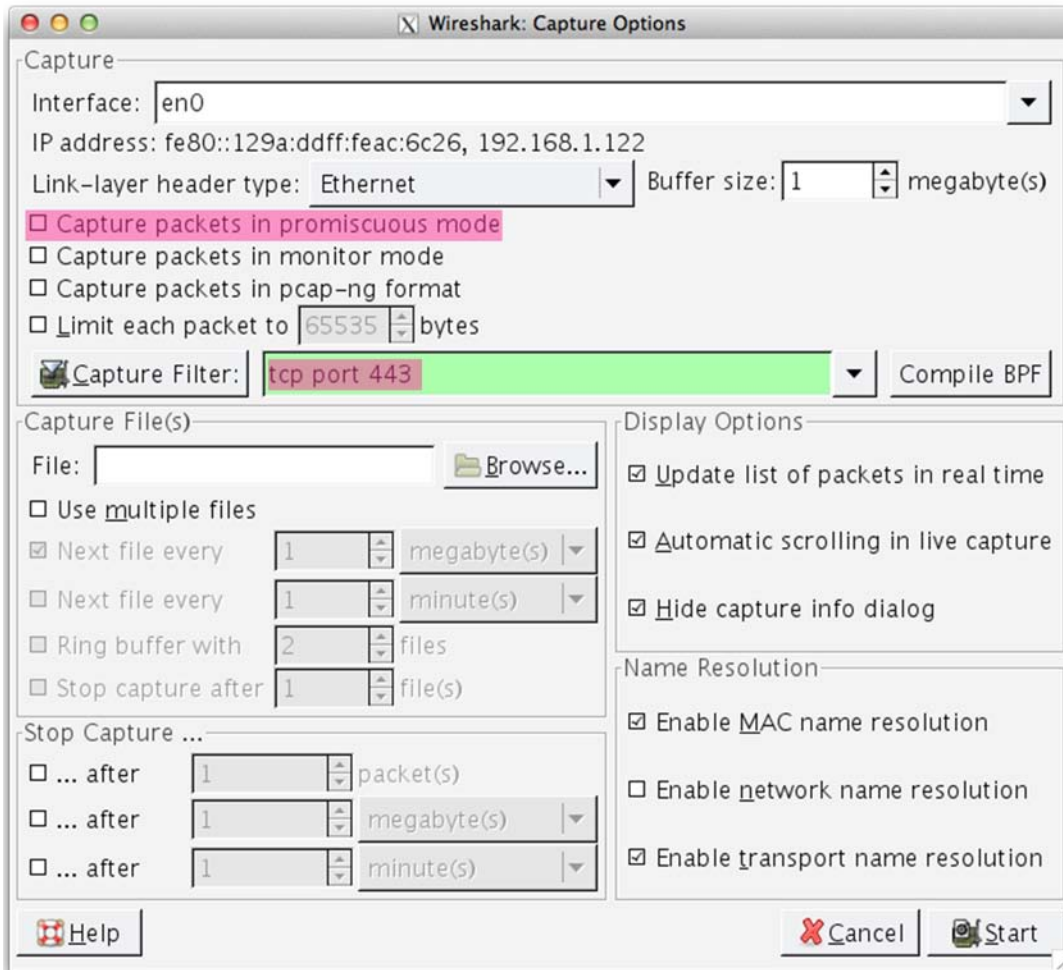 Wireshark: Capture Options
Capture
Interface: en0
IP address: fe80::129a:ddff:feac:6c26, 192.168.1.122
Link-layer header type: Ethernet Buffer size: 1 megabyte(s)
Capture packets in promiscuous mode
Capture packets in monitor mode
Capture packets in pcap-ng format
Limit each packet to 65535 bytes
Capture Filter: tcp port 443 Compile BPF
Capture File(s)
File: Browse...
Use multiple files
Next file every 1 megabyte(s)
Next file every 1 minute(s)
Ring buffer with 2 files
Stop capture after 1 file(s)
Stop Capture ...
... after 1 packet(s)
... after 1 megabyte(s)
... after 1 minute(s)
Display Options
Update list of packets in real time
Automatic scrolling in live capture
Hide capture info dialog
Name Resolution
Enable MAC name resolution
Enable network name resolution
Enable transport name resolution
Help Cancel Start